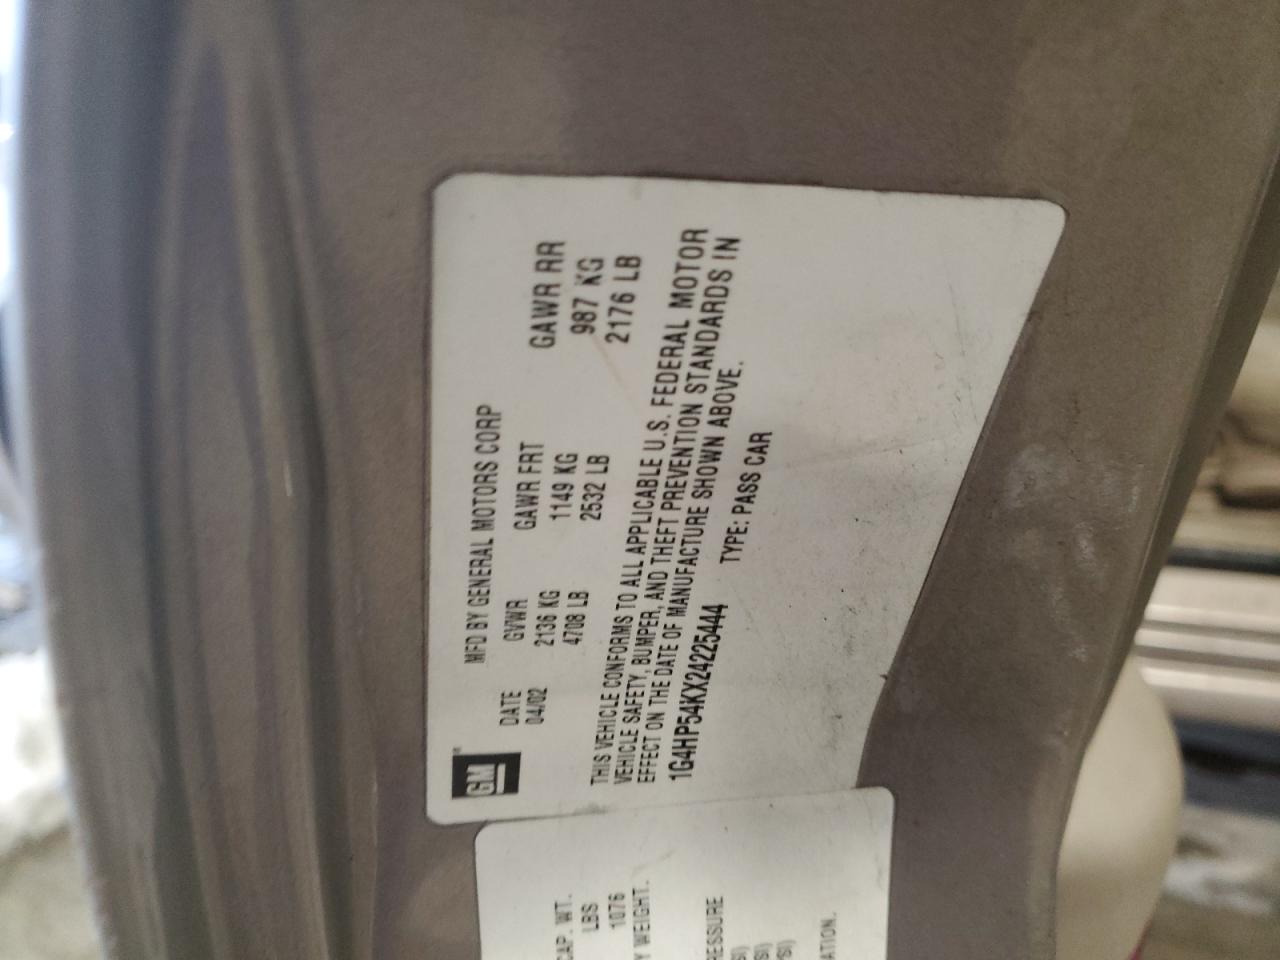 GM
MFD BY GENERAL MOTORS CORP
DATE GVWR GAWR FRT GAWR RR
04/02 2136 KG 1149 KG 987 KG
4708 LB 2532 LB 2176 LB
THIS VEHICLE CONFORMS TO ALL APPLICABLE U.S. FEDERAL MOTOR
VEHICLE SAFETY, BUMPER, AND THEFT PREVENTION STANDARDS IN
EFFECT ON THE DATE OF MANUFACTURE SHOWN ABOVE.
1G4HP54KX24225444 TYPE: PASS CAR
CAP. WT.
LBS
1076
Y WEIGHT.
RESSURE
SI)
SI)
SI)
ATION.